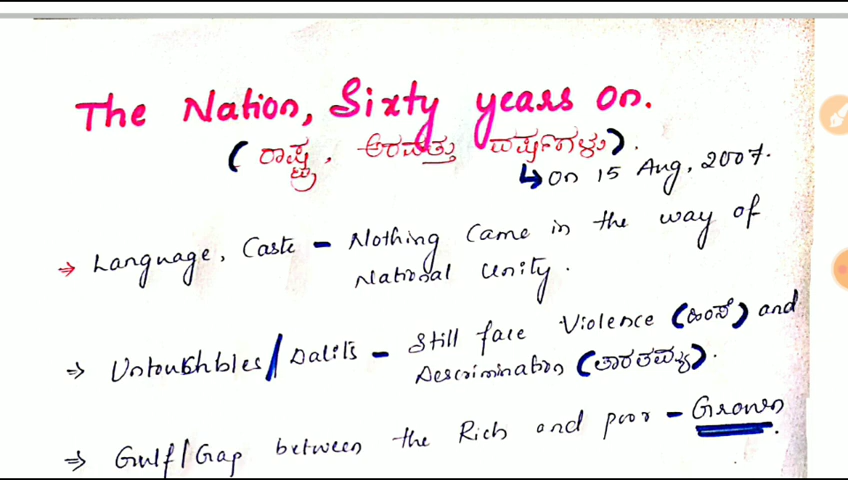 The Nation, Sixty years on.
(ರಾಷ್ಟ್ರ, ಅರವತ್ತು ವರ್ಷಗಳು).
↳ on 15 Aug, 2007.
⇒ Language, Caste - Nothing Came in the way of
National Unity.
⇒ Untoukhbles/Dalits - Still face Violence (ಹಿಂಸೆ) and
Descrimination (ತಾರತಮ್ಯ).
⇒ Gulf/Gap between the Rich and poor - Grown.